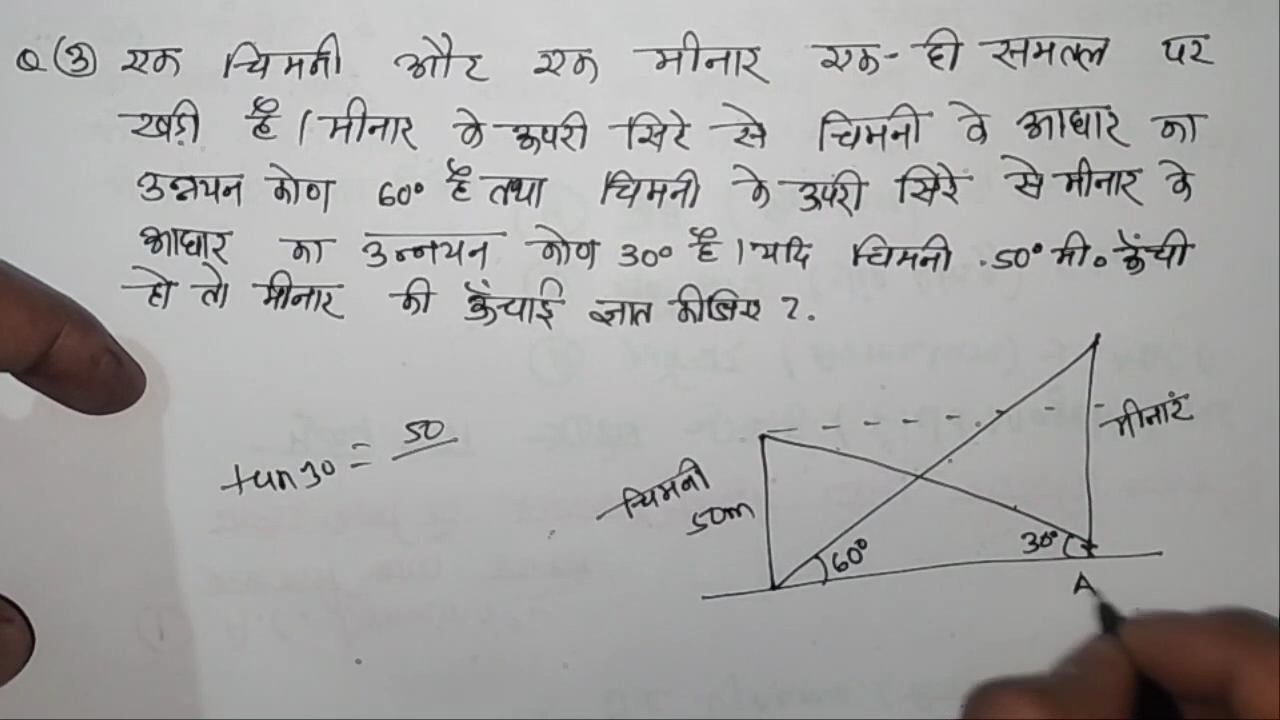 Q(3) एक चिमनी और एक मीनार एक-ही समतल पर
खड़ी है। मीनार के ऊपरी सिरे से चिमनी के आधार का
उन्नयन कोण 60° है तथा चिमनी के ऊपरी सिरे से मीनार के
आधार का उन्नयन कोण 30° है। यदि चिमनी 50° मी० ऊँची
हो तो मीनार की ऊँचाई ज्ञात कीजिए ?.
tan30 = 50
चिमनी
50m
मीनार
60°
30°
A